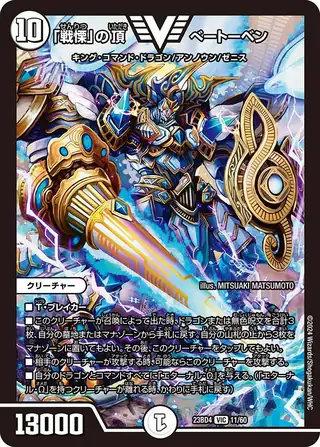 10
せんりつ いただき
「戦慄」の頂 ベートーベン
キング・コマンド・ドラゴン/アンノウン/ゼニス
illus. MITSUAKI MATSUMOTO
クリーチャー
■T・ブレイカー
■このクリーチャーが召喚によって出た時、ドラゴンまたは無色呪文を合計3
枚、自分の墓地またはマナゾーンから手札に戻す。自分の山札の上から3枚を
マナゾーンに置いてもよい。その後、このクリーチャーをタップしてもよい。
■相手のクリーチャーが攻撃する時、可能ならこのクリーチャーを攻撃する。
■自分のドラゴンとコマンドすべてに「エターナル・Ω」を与える。(「エターナ
ル・Ω」を持つクリーチャーが離れる時、かわりに手札に戻す)
©2024 Wizards/Shogakukan/WHC
13000
23BD4 VIC 11/60